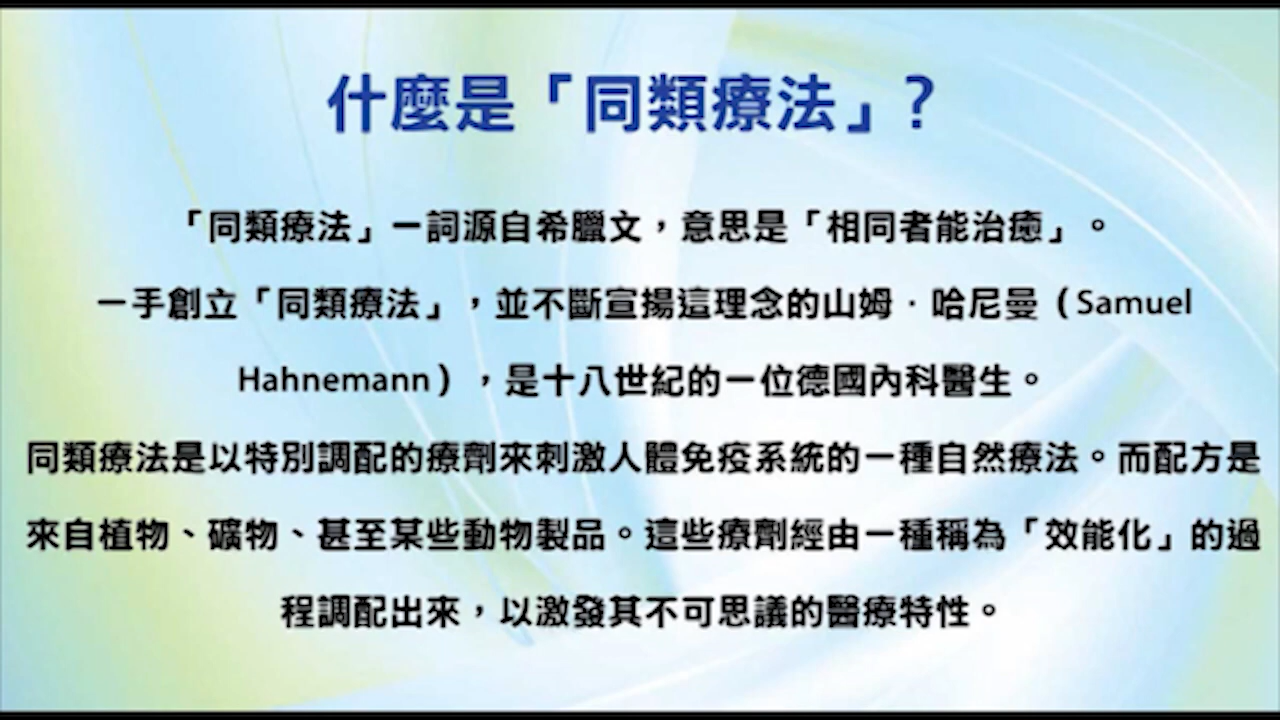 什麼是「同類療法」?
「同類療法」一詞源自希臘文，意思是「相同者能治癒」。
一手創立「同類療法」，並不斷宣揚這理念的山姆．哈尼曼（Samuel
Hahnemann），是十八世紀的一位德國內科醫生。
同類療法是以特別調配的療劑來刺激人體免疫系統的一種自然療法。而配方是
來自植物、礦物、甚至某些動物製品。這些療劑經由一種稱為「效能化」的過
程調配出來，以激發其不可思議的醫療特性。